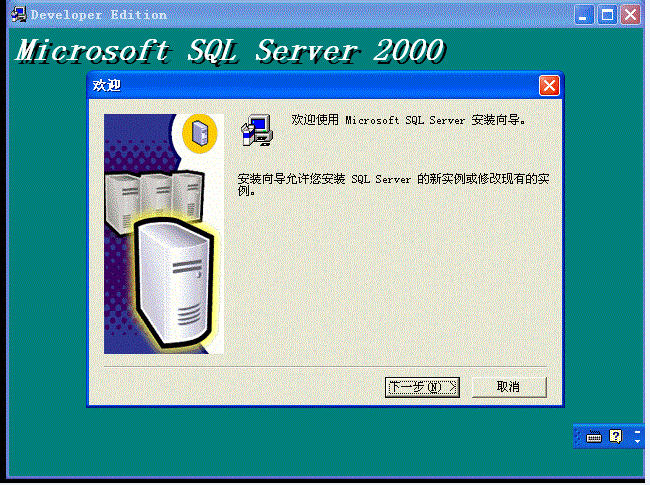 Developer Edition
Microsoft SQL Server 2000
欢迎
欢迎使用 Microsoft SQL Server 安装向导。
安装向导允许您安装 SQL Server 的新实例或修改现有的实
例。
下一步(N) >
取消